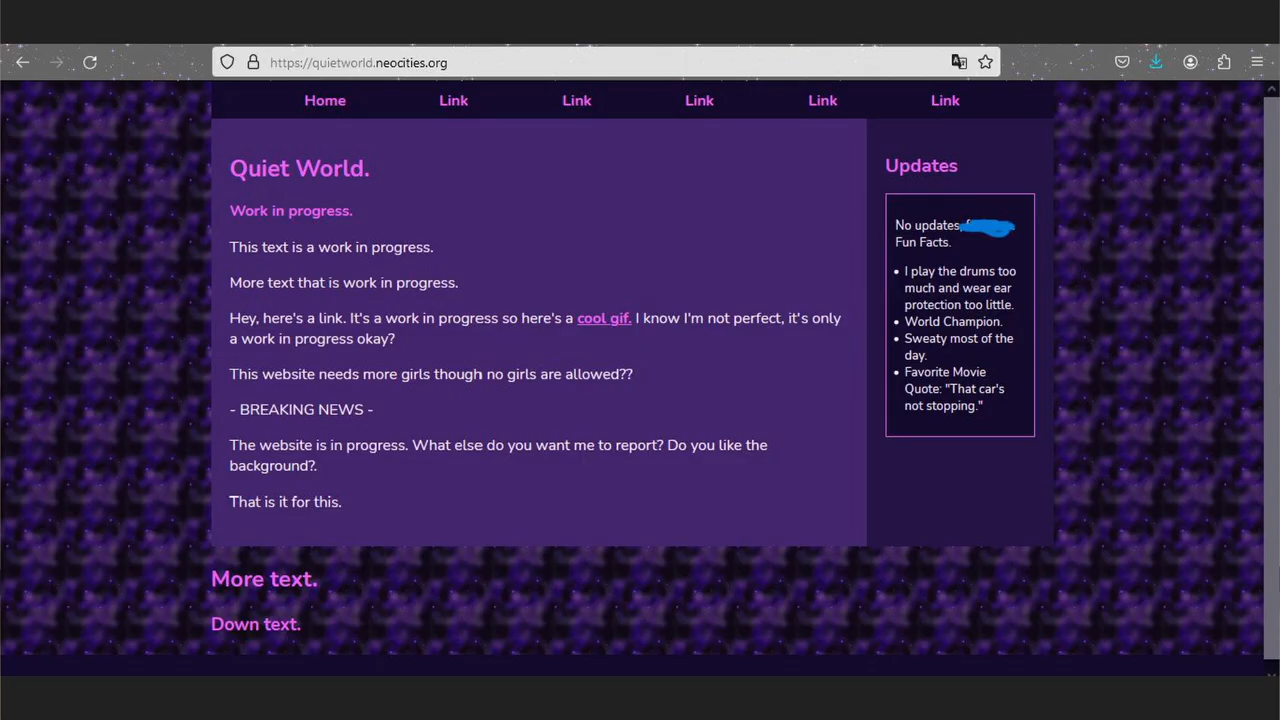 https://quietworld.neocities.org
Home Link Link Link Link Link
Quiet World.
Work in progress.
This text is a work in progress.
More text that is work in progress.
Hey, here's a link. It's a work in progress so here's a cool gif. I know I'm not perfect, it's only
a work in progress okay?
This website needs more girls though no girls are allowed??
- BREAKING NEWS -
The website is in progress. What else do you want me to report? Do you like the
background?.
That is it for this.
Updates
No updates,
Fun Facts.
• I play the drums too
much and wear ear
protection too little.
• World Champion.
• Sweaty most of the
day.
• Favorite Movie
Quote: "That car's
not stopping."
More text.
Down text.